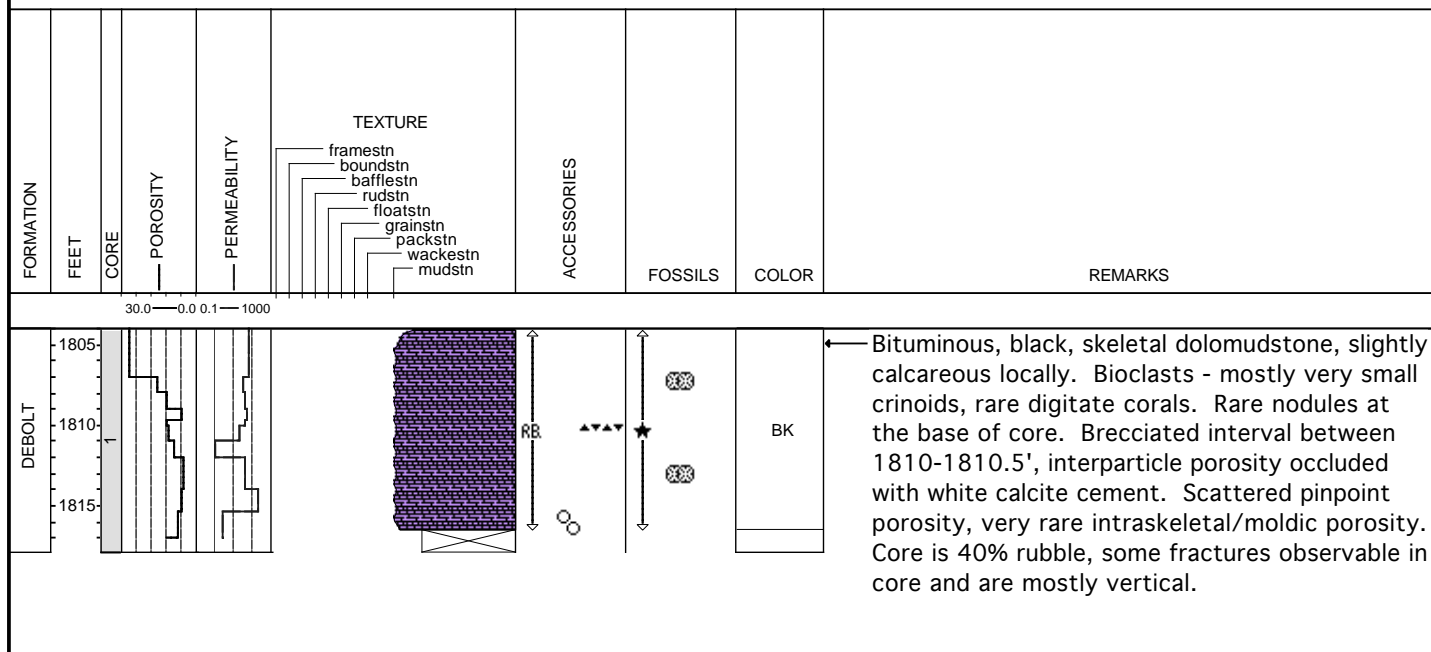 TEXTURE
framestn
boundstn
bafflestn
rudstn
floatstn
grainstn
packstn
wackestn
mudstn
FORMATION
FEET
CORE
POROSITY
PERMEABILITY
ACCESSORIES
FOSSILS
COLOR
REMARKS
30.0 0.0 0.1 1000
DEBOLT
1805
1810
1815
1
RB.
BK
Bituminous, black, skeletal dolomudstone, slightly
calcareous locally. Bioclasts - mostly very small
crinoids, rare digitate corals. Rare nodules at
the base of core. Brecciated interval between
1810-1810.5', interparticle porosity occluded
with white calcite cement. Scattered pinpoint
porosity, very rare intraskeletal/moldic porosity.
Core is 40% rubble, some fractures observable in
core and are mostly vertical.